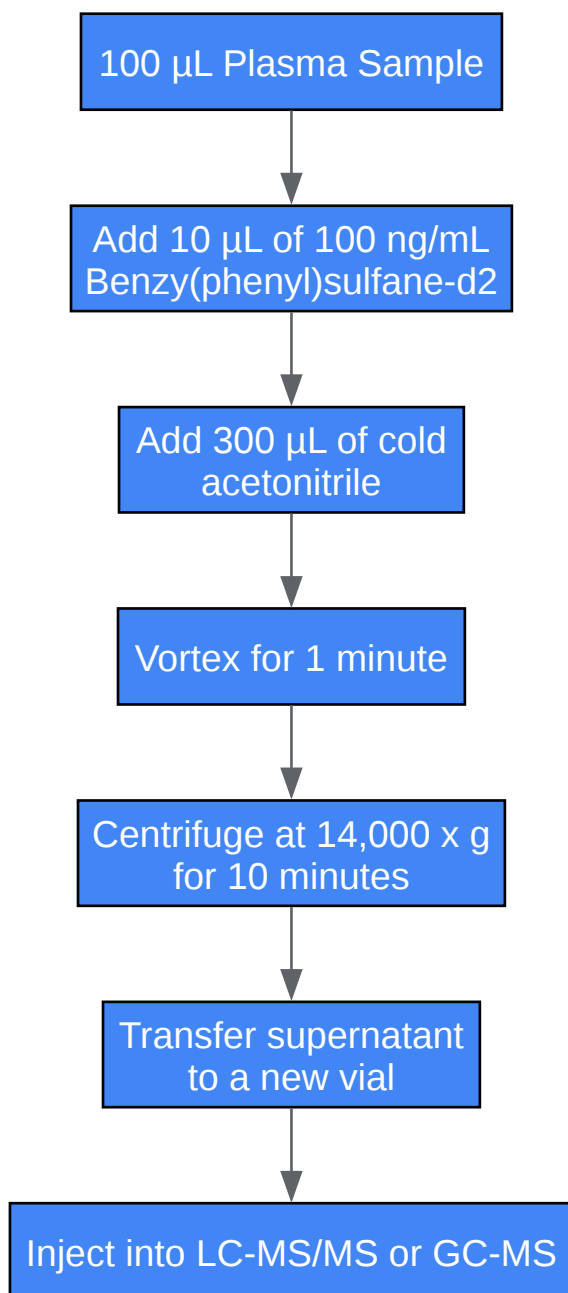 100 µL Plasma Sample
Add 10 µL of 100 ng/mL
Benzy(phenyl)sulfane-d2
Add 300 µL of cold
acetonitrile
Vortex for 1 minute
Centrifuge at 14,000 x g
for 10 minutes
Transfer supernatant
to a new vial
Inject into LC-MS/MS or GC-MS